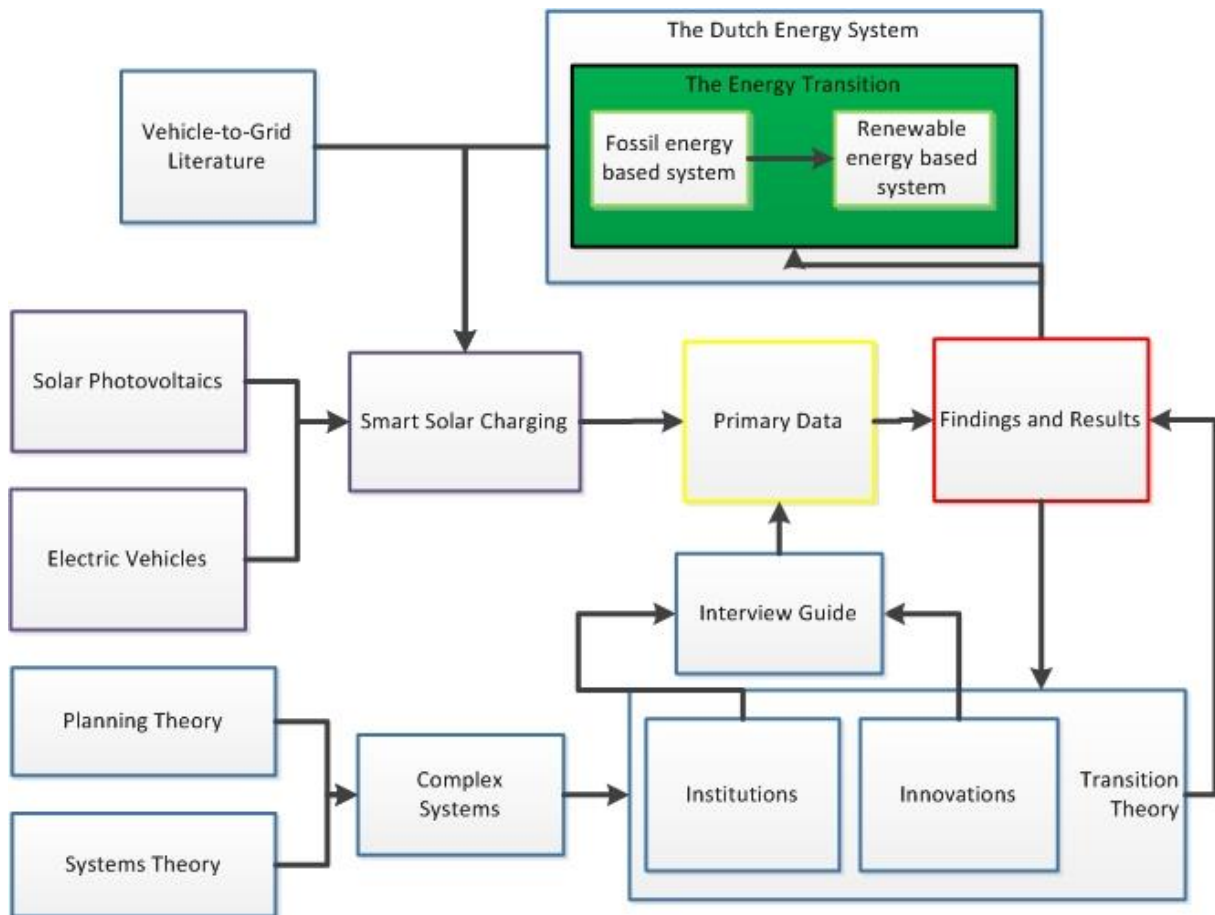 The Dutch Energy System
The Energy Transition
Vehicle-to-Grid
Literature
Fossil energy
based system
Renewable
energy based
system
Solar Photovoltaics
Smart Solar Charging
Primary Data
Findings and Results
Electric Vehicles
Interview Guide
Planning Theory
Complex
Systems
Institutions
Innovations
Transition
Theory
Systems Theory